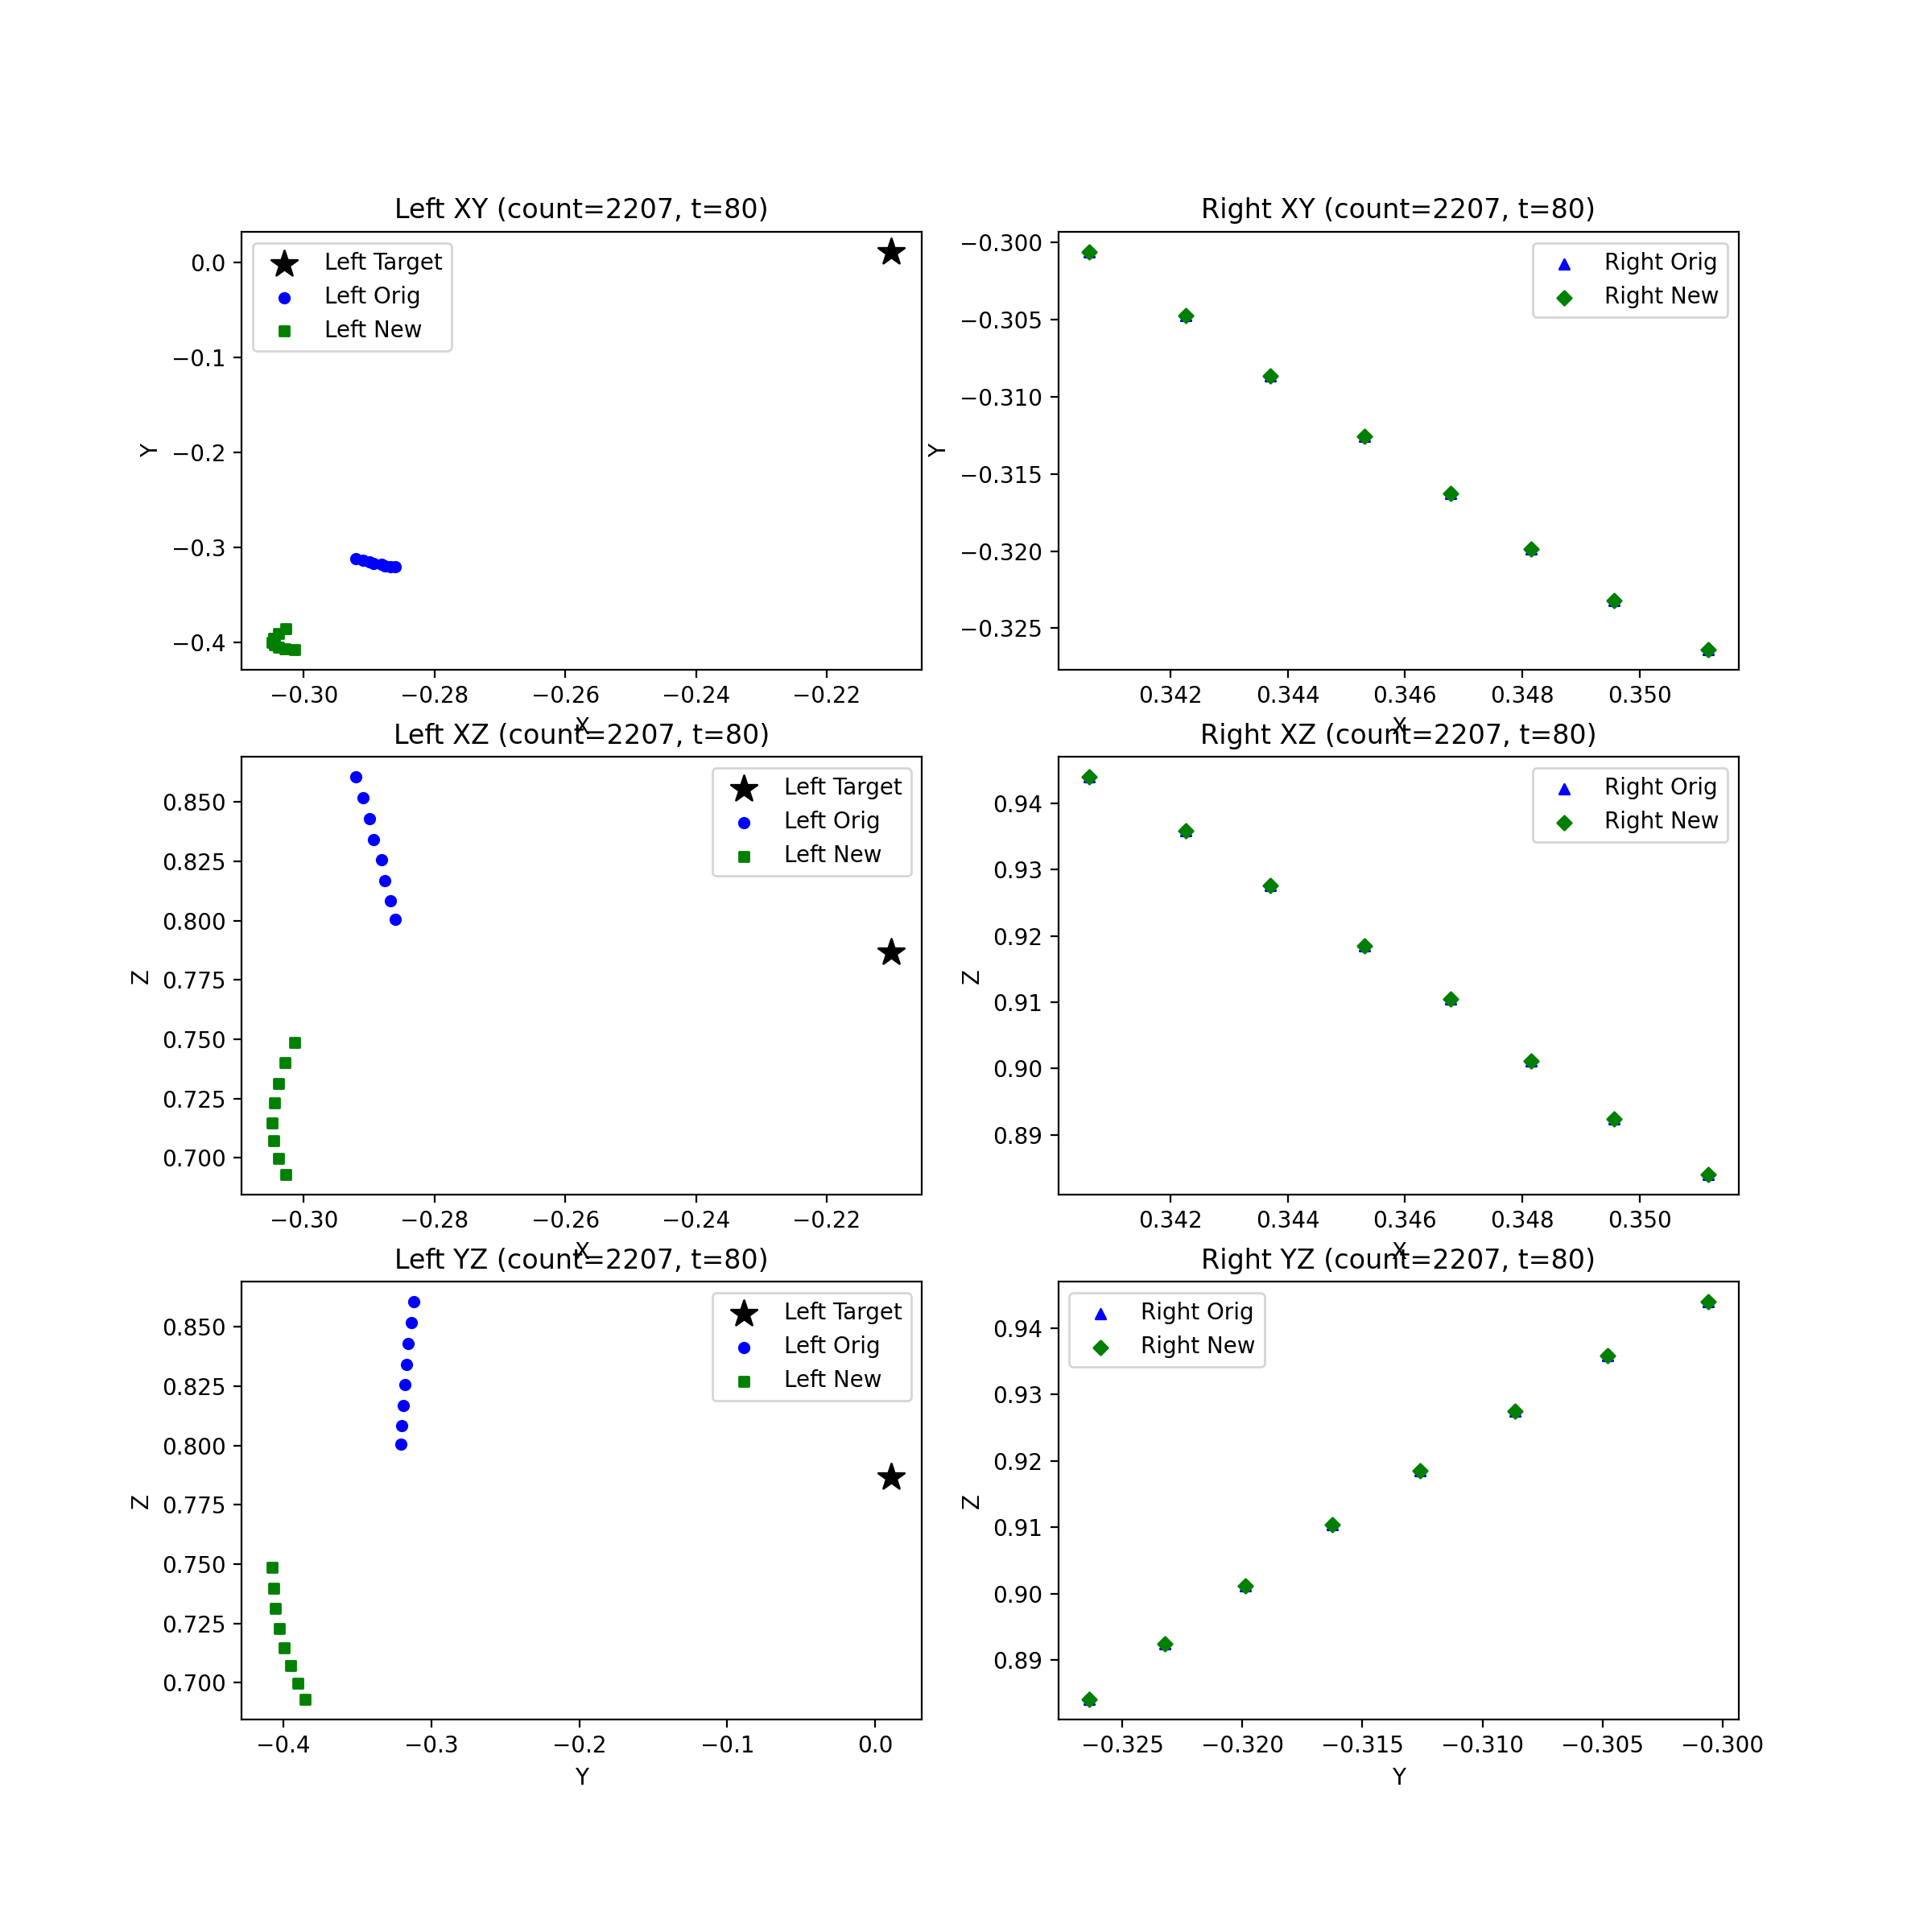 Left XY (count=2207, t=80)
Left Target
Left Orig
Left New
Y
0.0
−0.1
−0.2
−0.3
−0.4
−0.30
−0.28
−0.26
−0.24
−0.22
X
Right XY (count=2207, t=80)
Right Orig
Right New
Y
−0.300
−0.305
−0.310
−0.315
−0.320
−0.325
0.342
0.344
0.346
0.348
0.350
X
Left XZ (count=2207, t=80)
Left Target
Left Orig
Left New
Z
0.850
0.825
0.800
0.775
0.750
0.725
0.700
−0.30
−0.28
−0.26
−0.24
−0.22
X
Right XZ (count=2207, t=80)
Right Orig
Right New
Z
0.94
0.93
0.92
0.91
0.90
0.89
0.342
0.344
0.346
0.348
0.350
X
Left YZ (count=2207, t=80)
Left Target
Left Orig
Left New
Z
0.850
0.825
0.800
0.775
0.750
0.725
0.700
−0.4
−0.3
−0.2
−0.1
0.0
Y
Right YZ (count=2207, t=80)
Right Orig
Right New
Z
0.94
0.93
0.92
0.91
0.90
0.89
−0.325
−0.320
−0.315
−0.310
−0.305
−0.300
Y